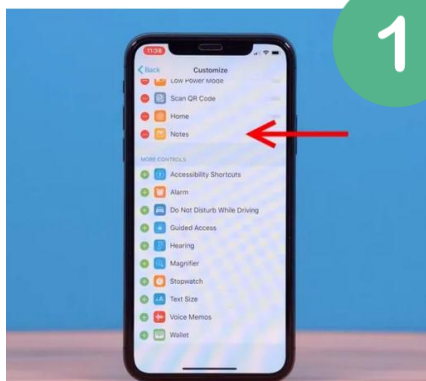 1
11:38
Back Customize
Low Power Mode
Scan QR Code
Home
Notes
MORE CONTROLS
Accessibility Shortcuts
Alarm
Do Not Disturb While Driving
Guided Access
Hearing
Magnifier
Stopwatch
Text Size
Voice Memos
Wallet